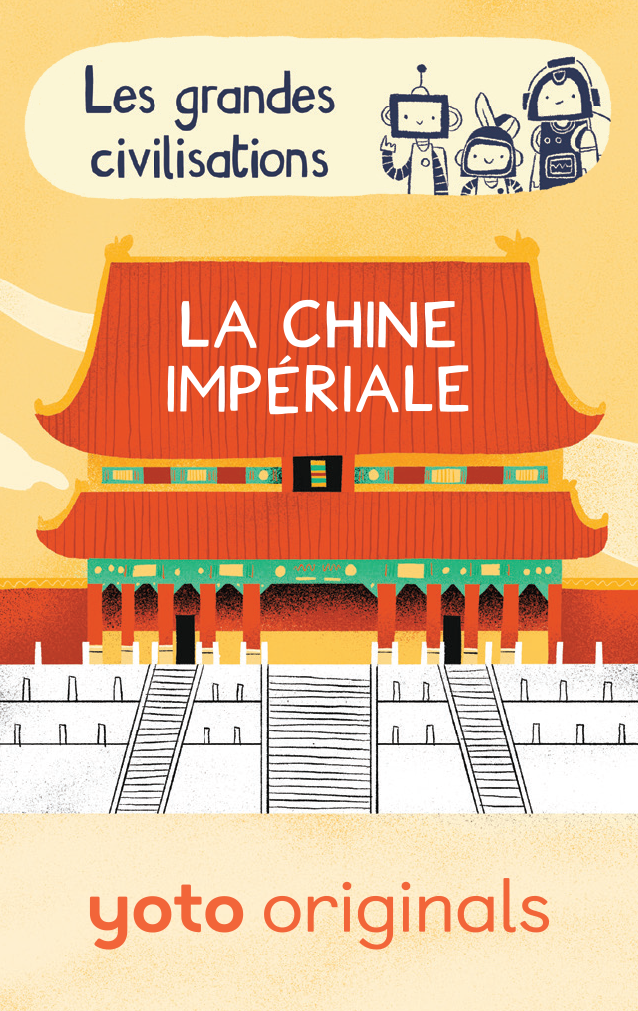 Les grandes
civilisations
LA CHINE
IMPÉRIALE
yoto originals